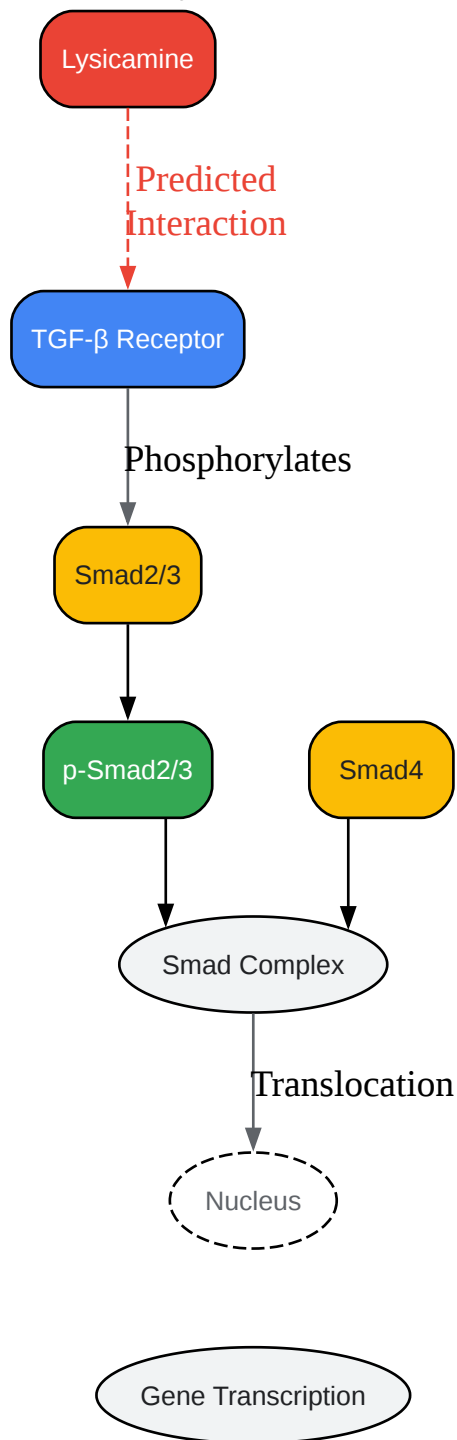 Lysicamine
Predicted
Interaction
TGF-β Receptor
Phosphorylates
Smad2/3
p-Smad2/3
Smad4
Smad Complex
Translocation
Nucleus
Gene Transcription